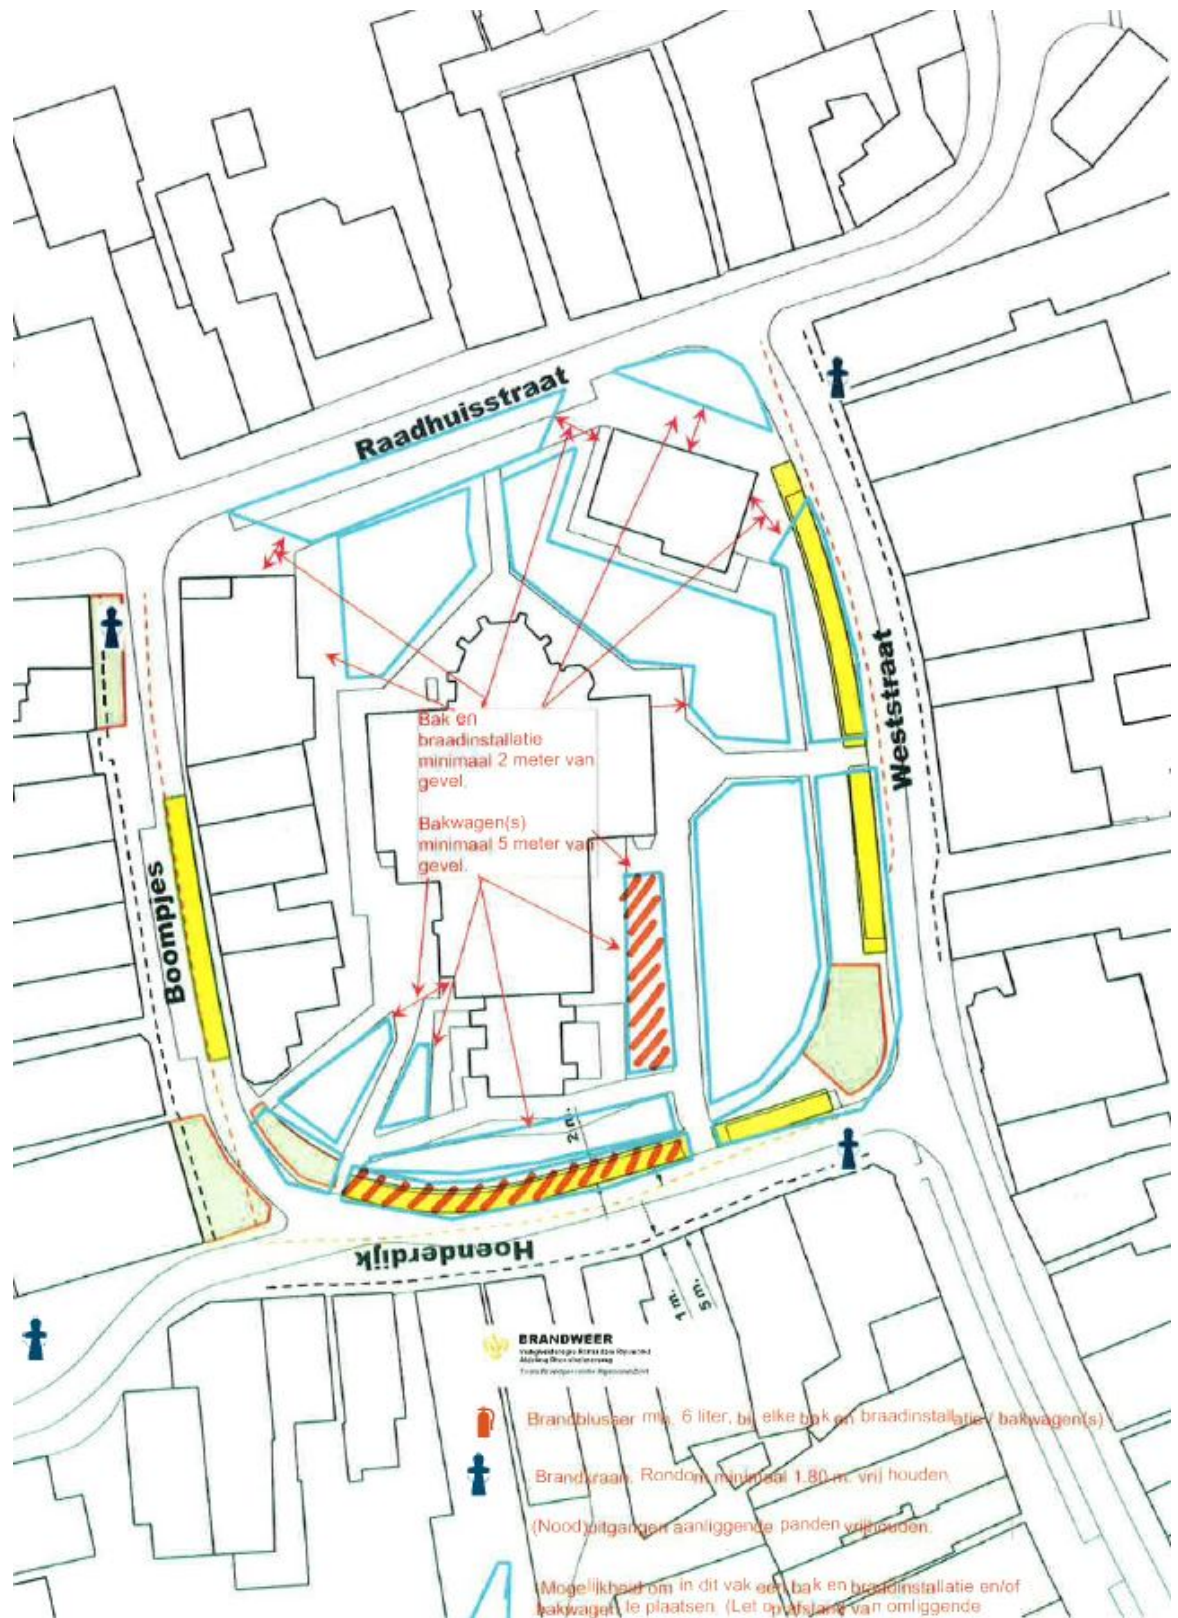 Raadhuisstraat
Weststraat
Bak en
braadinstallatie
minimaal 2 meter van
gevel.
Bakwagen(s)
minimaal 5 meter van
gevel.
Boompjes
2 m.
Hoenderdijk
1 m.
5 m.
BRANDWEER
Brandblusser min. 6 liter, bij elke bak en braadinstallatie / bakwagen(s)
Brandkraan. Rondom minimaal 1.80 m. vrij houden.
(Nood)uitgangen aanliggende panden vrijhouden.
(Mogelijkheid om in dit vak een bak en braadinstallatie en/of
bakwagen te plaatsen. (Let op afstand van omliggende